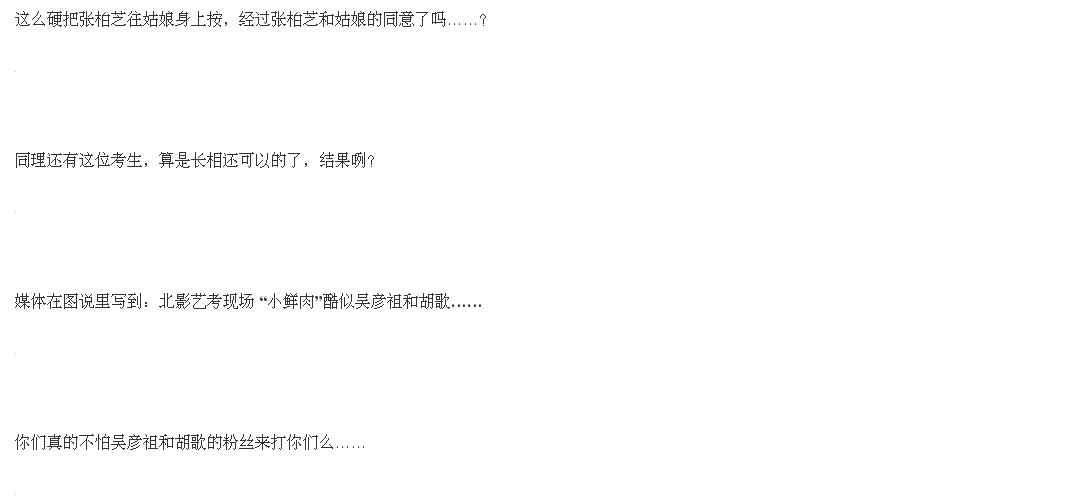 这么硬把张柏艺往姑娘身上按，经过张柏艺和姑娘的同意了吗……?
同理还有这位考生，算是长相还可以的了，结果咧?
媒体在图说里写到：北影艺考现场 “小鲜肉”酷似吴彦祖和胡歌……
你们真的不怕吴彦祖和胡歌的粉丝来打你们么……